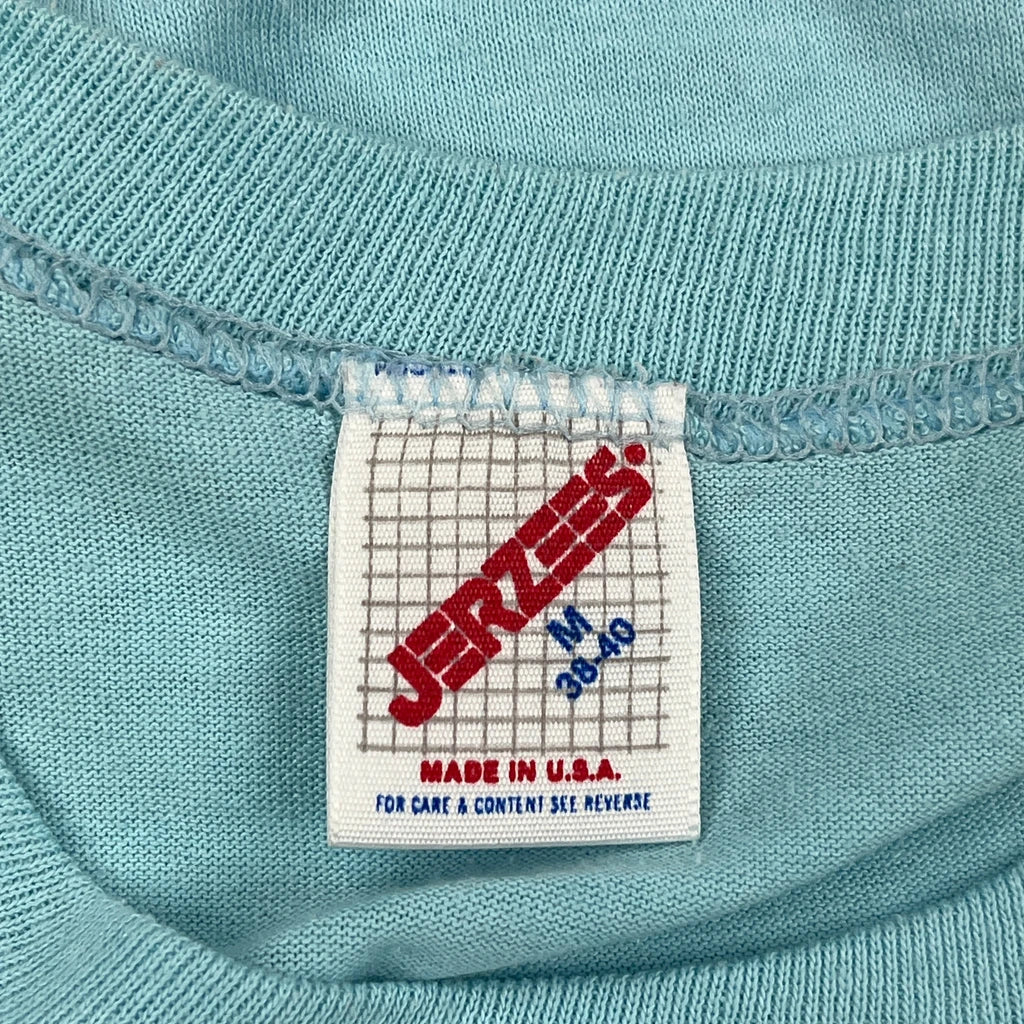 JERZEES.
M
38-40
MADE IN U.S.A.
FOR CARE & CONTENT SEE REVERSE